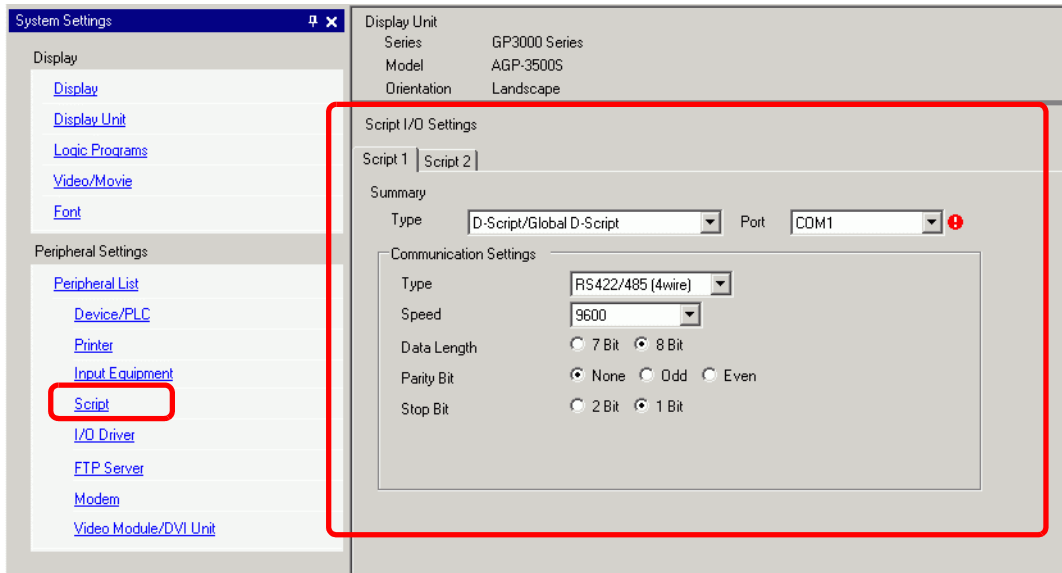 System Settings
Display
Display
Display Unit
Logic Programs
Video/Movie
Font
Peripheral Settings
Peripheral List
Device/PLC
Printer
Input Equipment
Script
I/O Driver
FTP Server
Modem
Video Module/DVI Unit
Display Unit
Series GP3000 Series
Model AGP-3500S
Orientation Landscape
Script I/O Settings
Script 1 Script 2
Summary
Type D-Script/Global D-Script Port COM1
Communication Settings
Type RS422/485 (4wire)
Speed 9600
Data Length 7 Bit 8 Bit
Parity Bit None Odd Even
Stop Bit 2 Bit 1 Bit